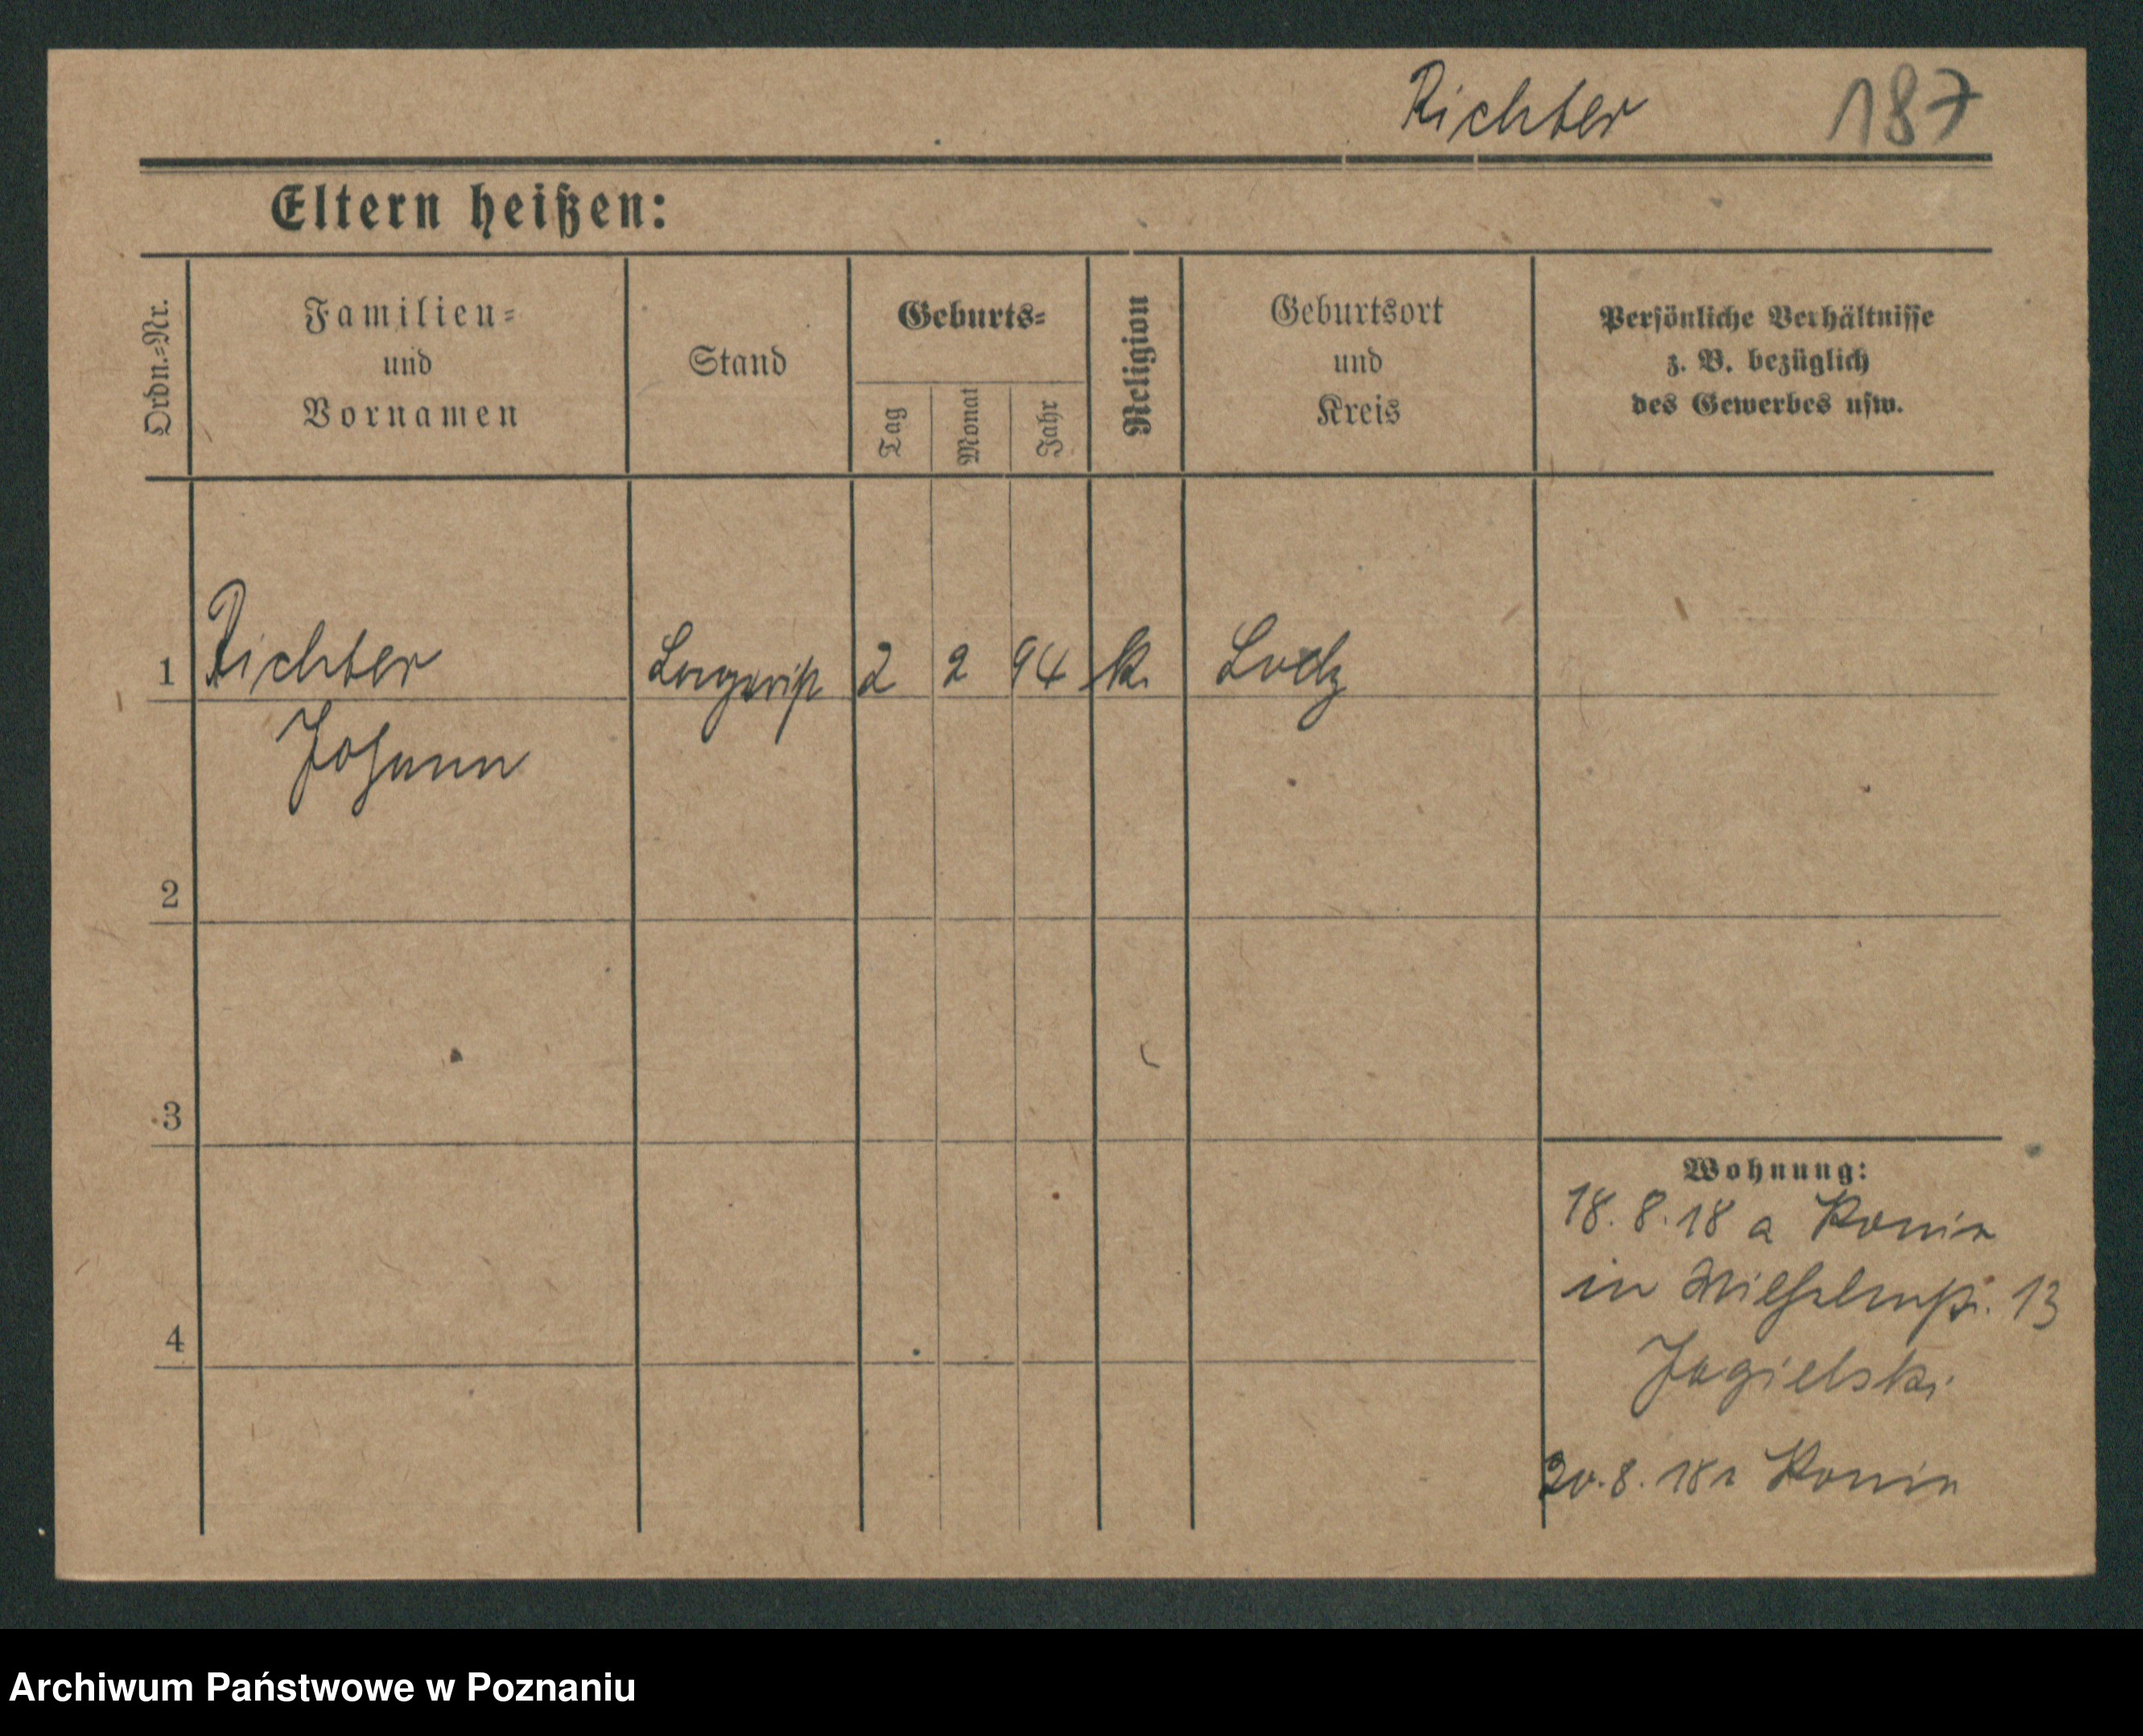 Richter 187
Eltern heißen:
Ordn.=Nr.
Familien=
und
Vornamen
Stand
Geburts=
Tag
Monat
Jahr
Religion
Geburtsort
und
Kreis
Persönliche Verhältnisse
z. B. bezüglich
des Gewerbes usw.
1 Richter 2 2 94 k. Lodz
Johann
2
3
Wohnung:
18. 8. 18 a Konin
in Wilhelmstr. 13
Jagielski
4
20. 8. 18 Konin
Archiwum Państwowe w Poznaniu